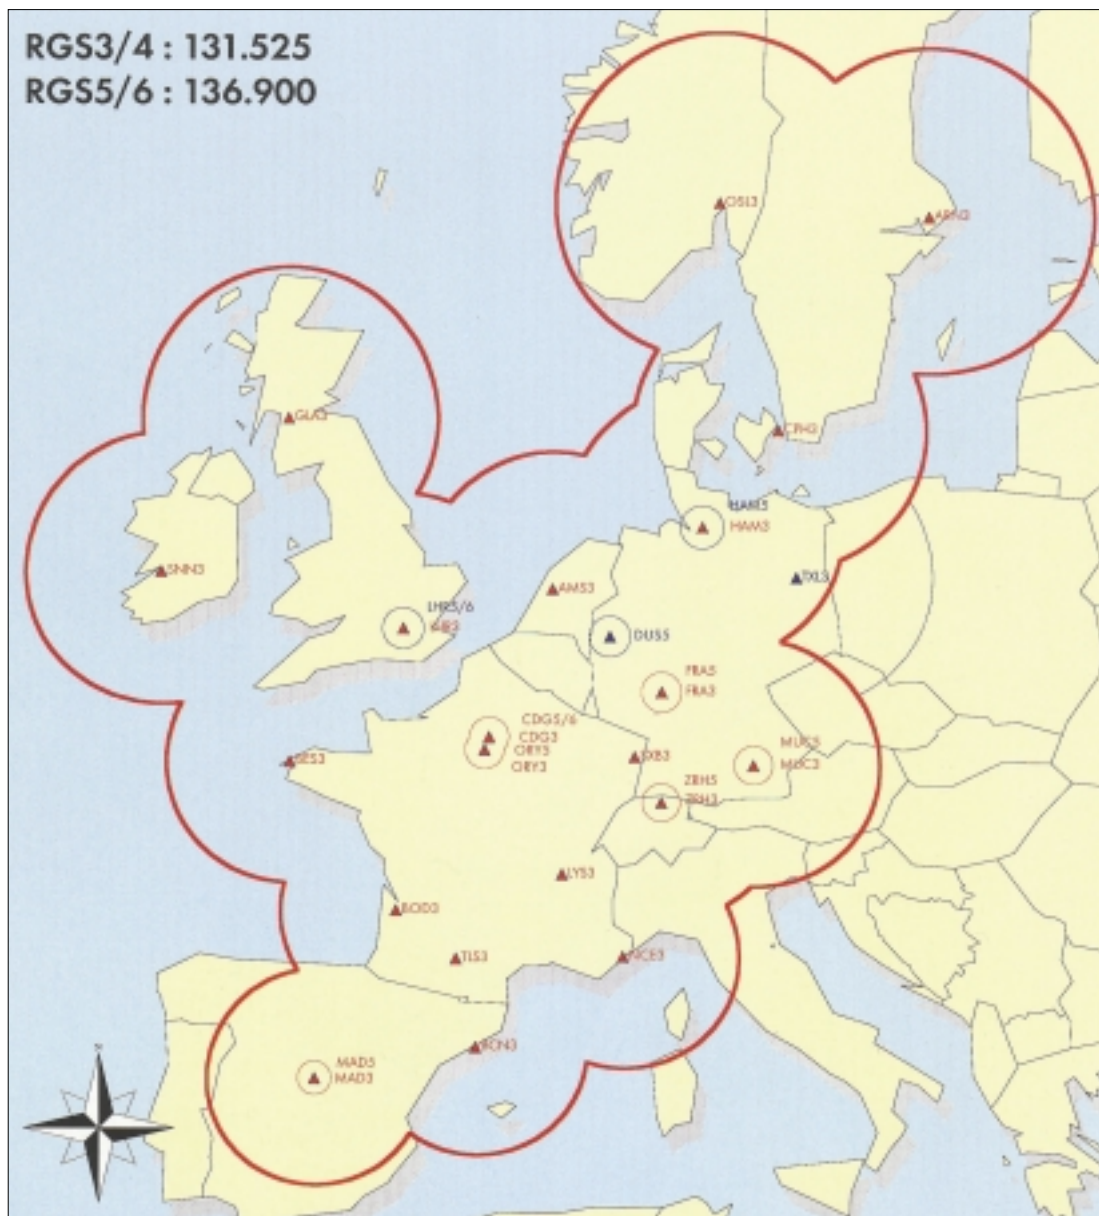 RGS3/4 : 131.525
RGS5/6 : 136.900
OSL3
ARN3
GLA3
CPH3
HAM5
HAM3
SNN3
TXL3
AMS3
LHR5/6
DUS5
FRA5
FRA3
CDG5/6
CDG3
ORY5
ORY3
BES3
SXB3
MUC5
MUC3
ZRH5
ZRH3
LYS3
BOD3
TLS3
NCE3
BCN3
MAD5
MAD3
N